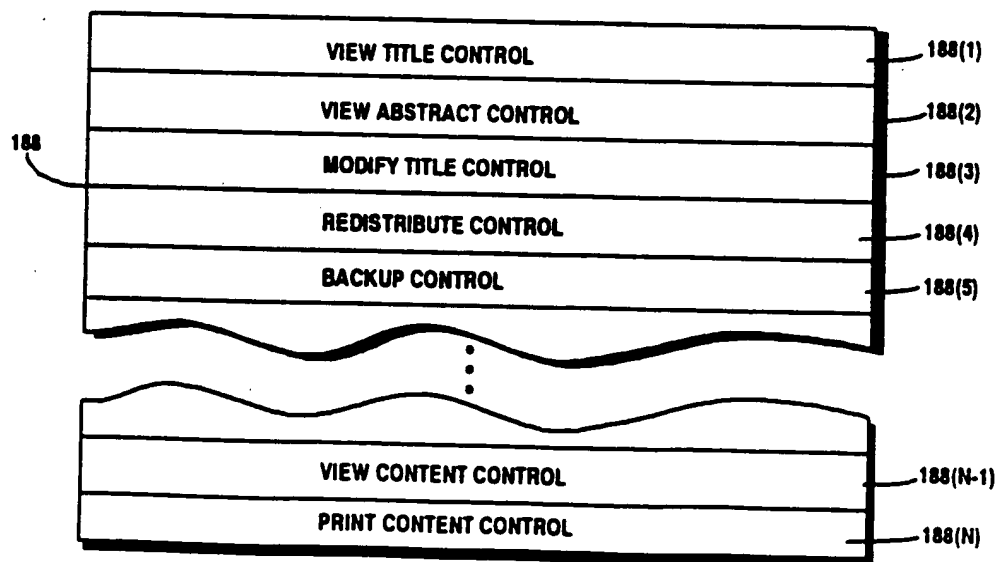 VIEW TITLE CONTROL 188(1)
VIEW ABSTRACT CONTROL 188(2)
188
MODIFY TITLE CONTROL 188(3)
REDISTRIBUTE CONTROL 188(4)
BACKUP CONTROL 188(5)
VIEW CONTENT CONTROL 188(N-1)
PRINT CONTENT CONTROL 188(N)